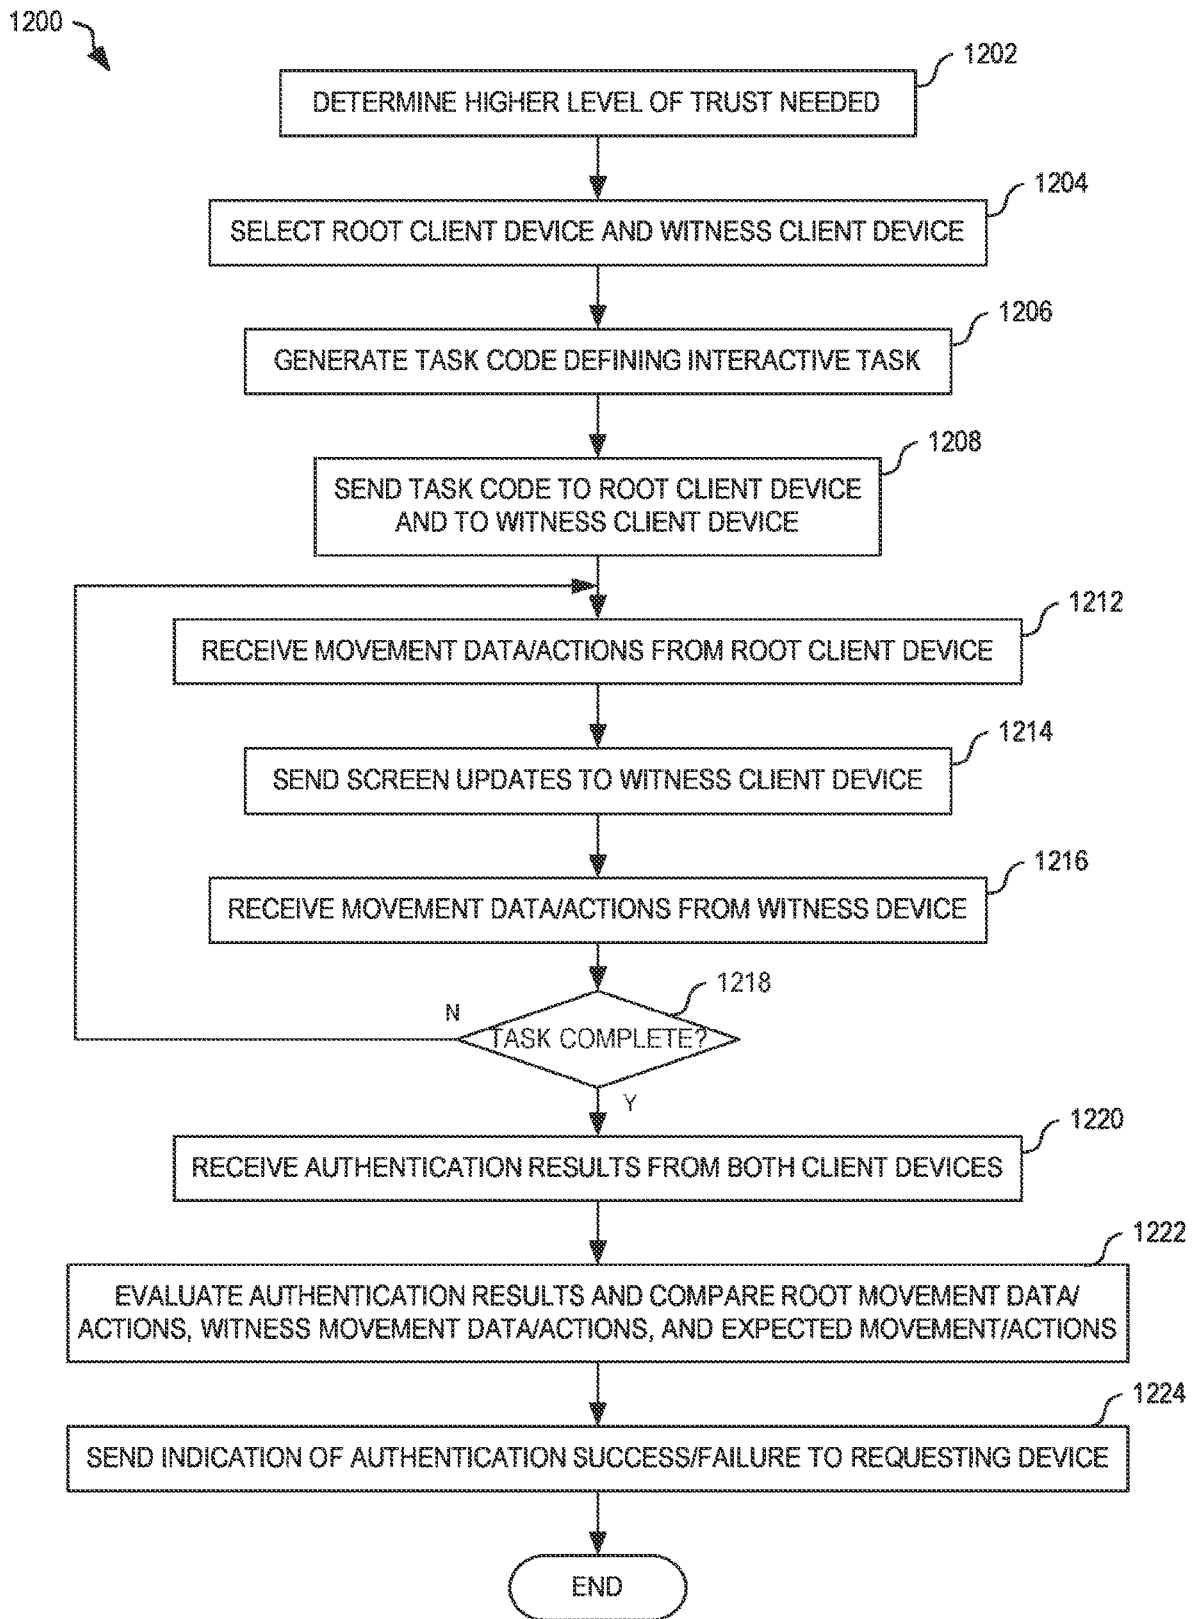 1200
1202
DETERMINE HIGHER LEVEL OF TRUST NEEDED
1204
SELECT ROOT CLIENT DEVICE AND WITNESS CLIENT DEVICE
1206
GENERATE TASK CODE DEFINING INTERACTIVE TASK
1208
SEND TASK CODE TO ROOT CLIENT DEVICE
AND TO WITNESS CLIENT DEVICE
1212
RECEIVE MOVEMENT DATA/ACTIONS FROM ROOT CLIENT DEVICE
1214
SEND SCREEN UPDATES TO WITNESS CLIENT DEVICE
1216
RECEIVE MOVEMENT DATA/ACTIONS FROM WITNESS DEVICE
1218
N
TASK COMPLETE?
Y
1220
RECEIVE AUTHENTICATION RESULTS FROM BOTH CLIENT DEVICES
1222
EVALUATE AUTHENTICATION RESULTS AND COMPARE ROOT MOVEMENT DATA/
ACTIONS, WITNESS MOVEMENT DATA/ACTIONS, AND EXPECTED MOVEMENT/ACTIONS
1224
SEND INDICATION OF AUTHENTICATION SUCCESS/FAILURE TO REQUESTING DEVICE
END